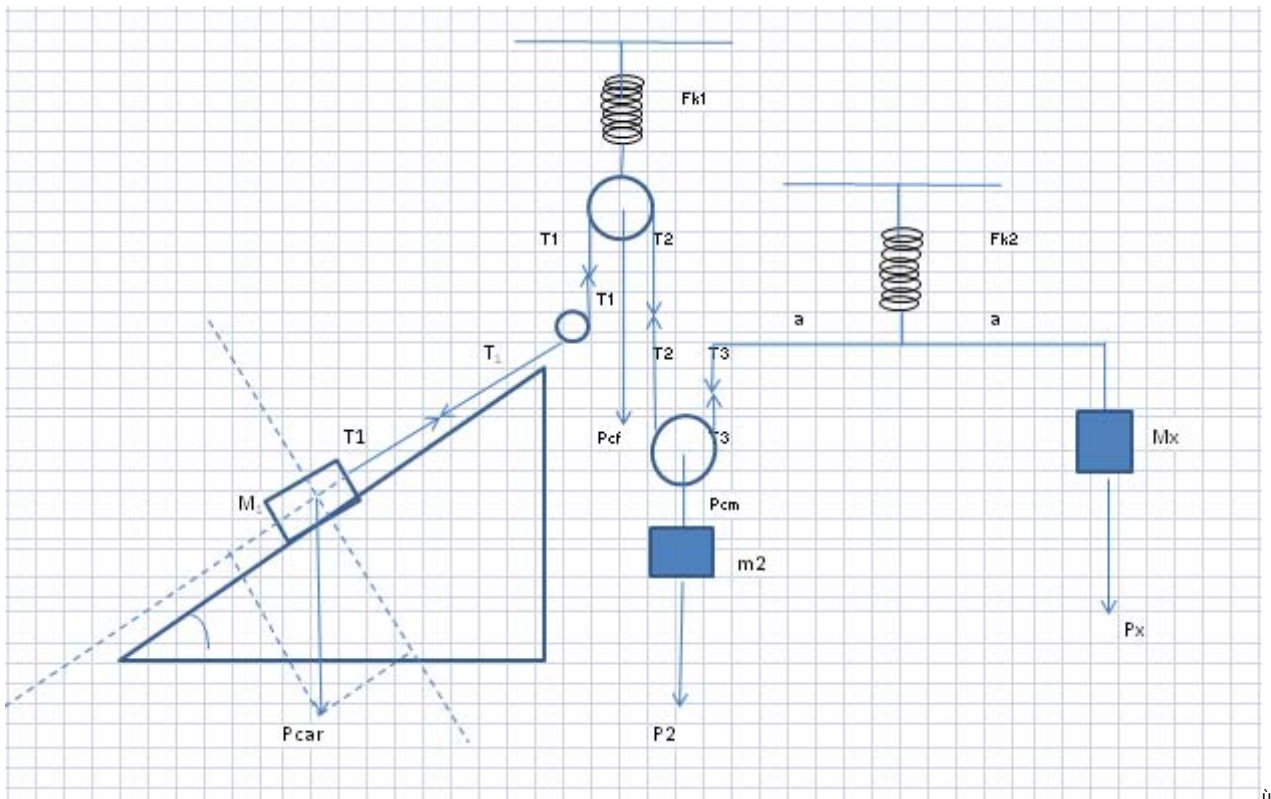 Fk1
T1
T2
Fk2
T1
a
a
T₁
T2
T3
T1
Pcf
T3
Mx
M₁
Pcm
m2
Px
Pcar
P2
ù